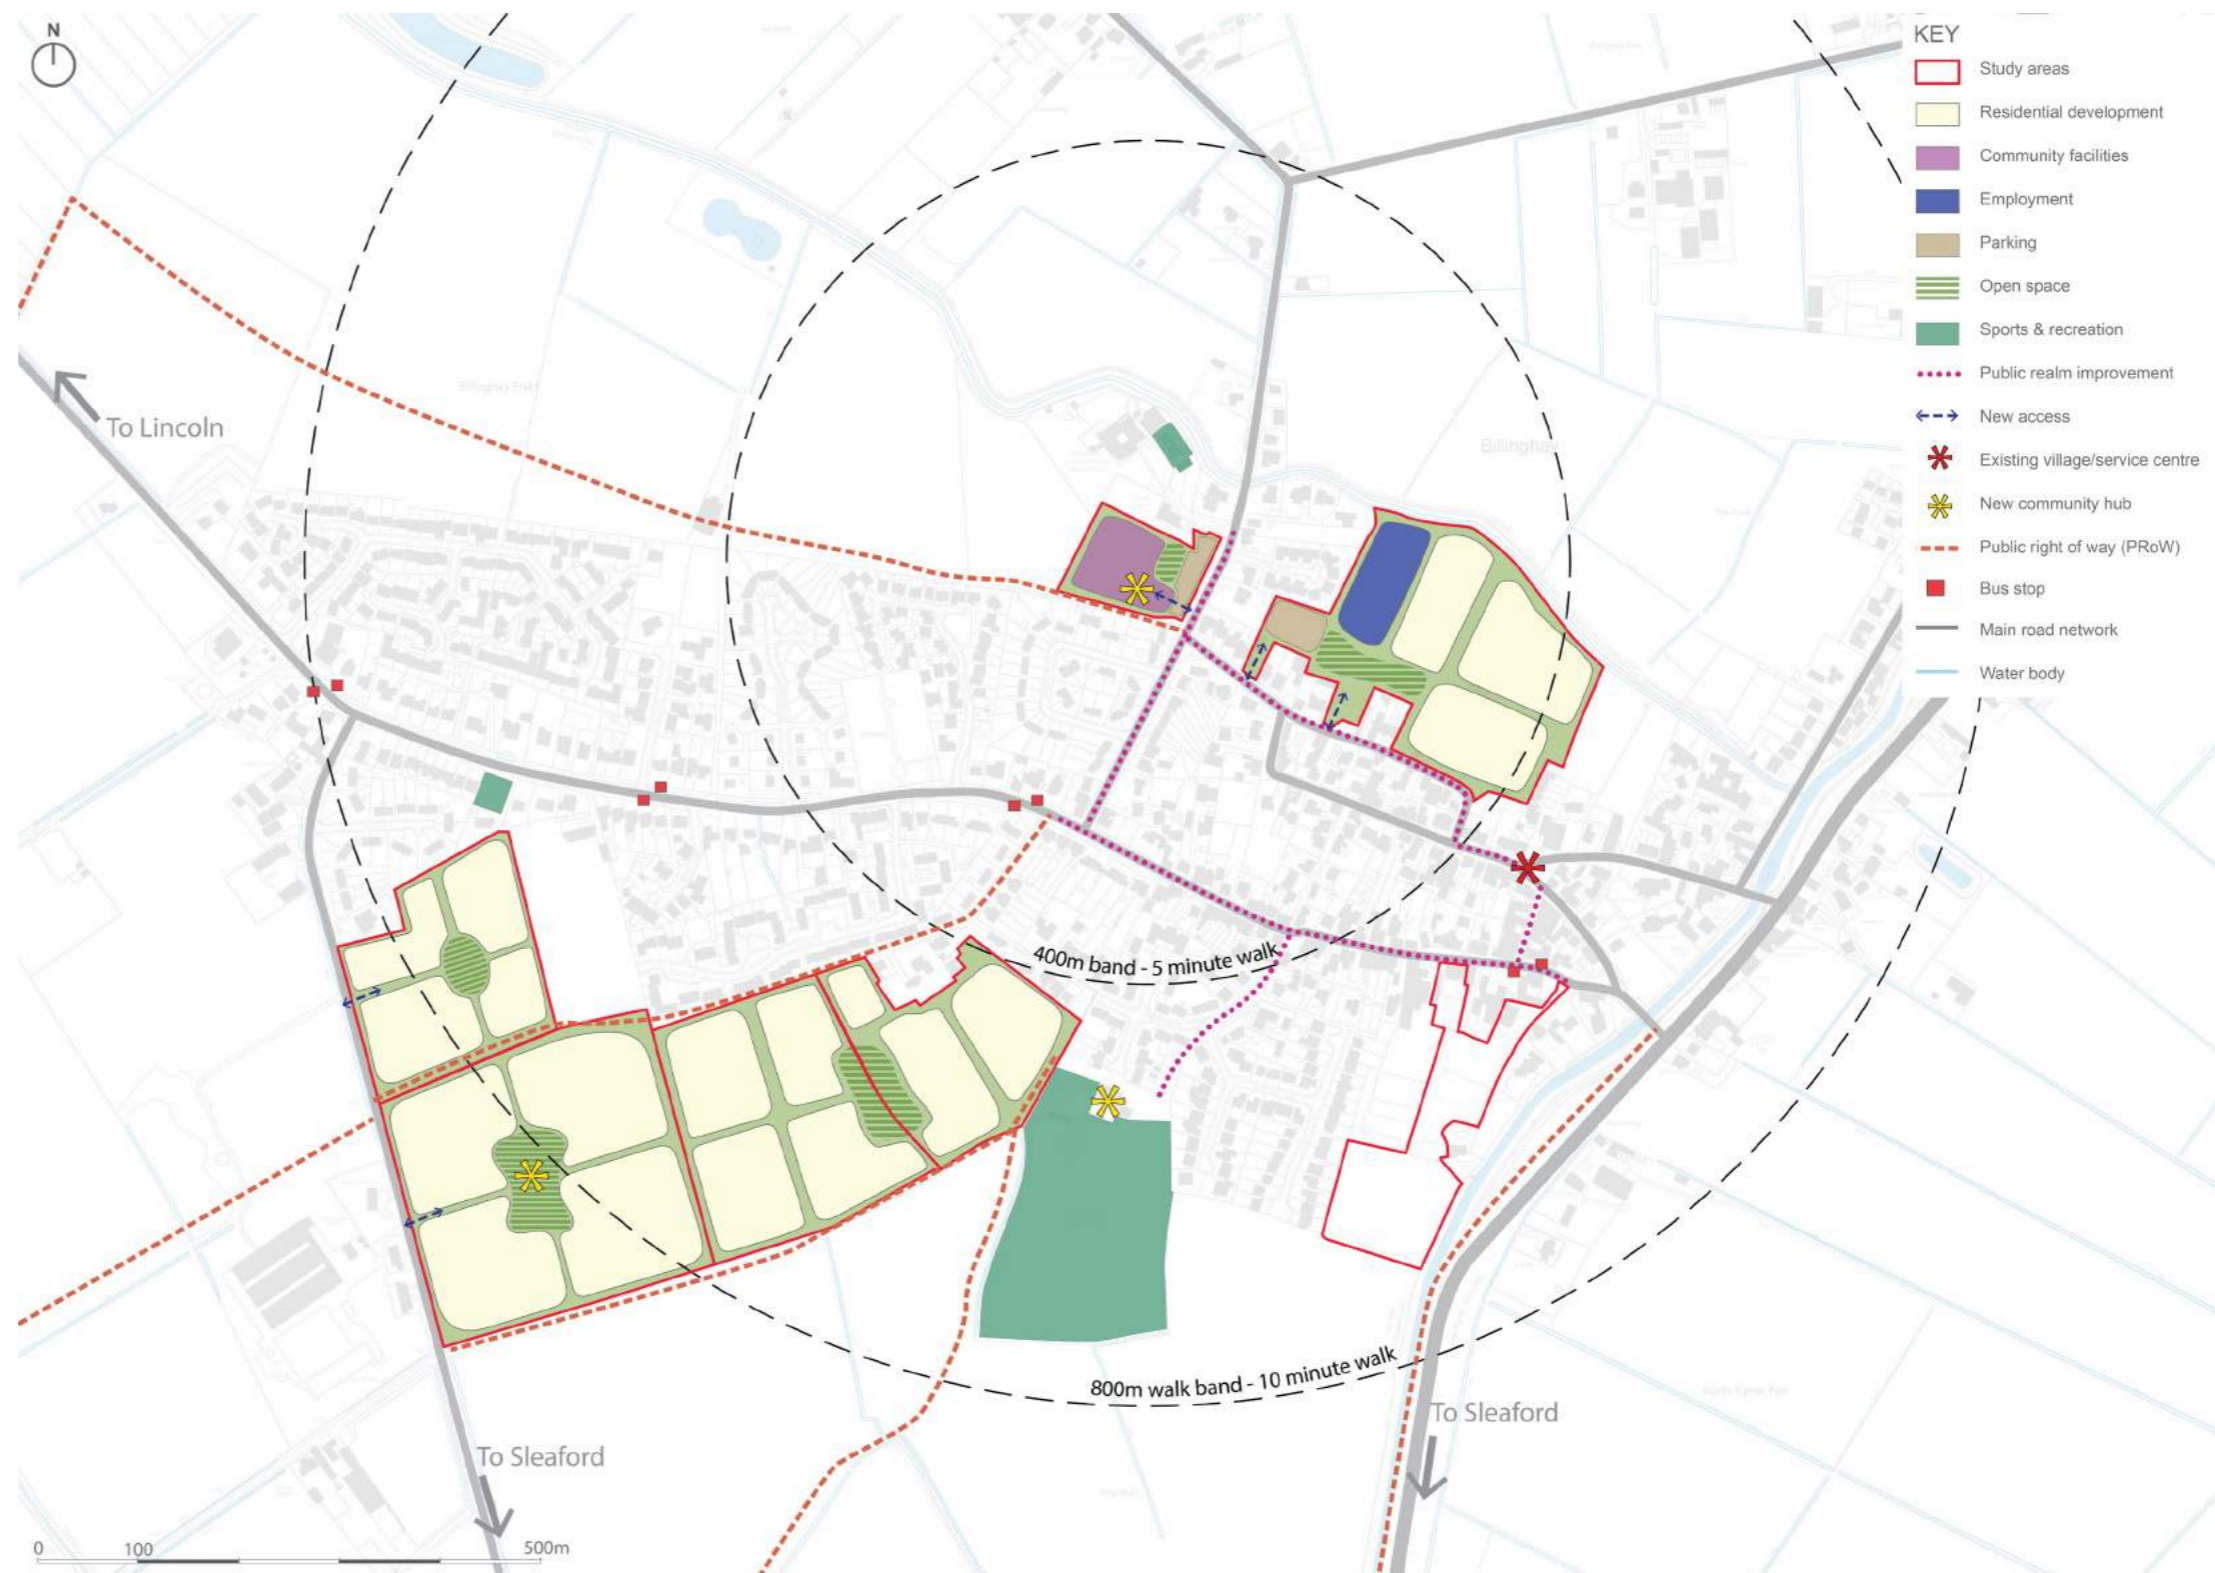 N
KEY
Study areas
Residential development
Community facilities
Employment
Parking
Open space
Sports & recreation
Public realm improvement
New access
Existing village/service centre
New community hub
Public right of way (PRoW)
Bus stop
Main road network
Water body
To Lincoln
Billinghay
400m band - 5 minute walk
800m walk band - 10 minute walk
To Sleaford
To Sleaford
0 100 500m